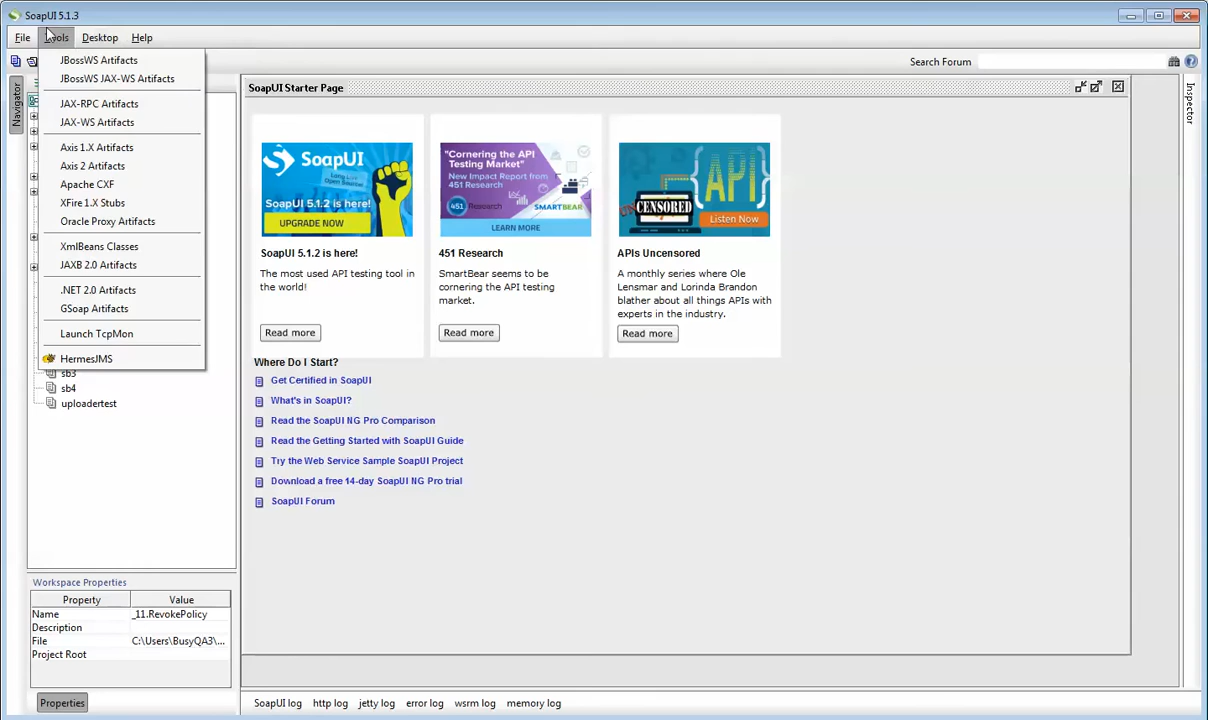 SoapUI 5.1.3
File Tools Desktop Help
Search Forum
Navigator
JBossWS Artifacts
JBossWS JAX-WS Artifacts
JAX-RPC Artifacts
JAX-WS Artifacts
Axis 1.X Artifacts
Axis 2 Artifacts
Apache CXF
XFire 1.X Stubs
Oracle Proxy Artifacts
XmlBeans Classes
JAXB 2.0 Artifacts
.NET 2.0 Artifacts
GSoap Artifacts
Launch TcpMon
HermesJMS
sb3
sb4
uploadertest
Workspace Properties
Property Value
Name _11.RevokePolicy
Description
File C:\Users\BusyQA3\...
Project Root
Properties
SoapUI Starter Page
SoapUI
SoapUI 5.1.2 is here!
UPGRADE NOW
SoapUI 5.1.2 is here!
The most used API testing tool in
the world!
Read more
"Cornering the API
Testing Market"
New Impact Report from
451 Research
451 Research
SMARTBEAR
LEARN MORE
451 Research
SmartBear seems to be
cornering the API testing
market.
Read more
{API}
CENSORED
Listen Now
APIs Uncensored
A monthly series where Ole
Lensmar and Lorinda Brandon
blather about all things APIs with
experts in the industry.
Read more
Where Do I Start?
Get Certified in SoapUI
What's in SoapUI?
Read the SoapUI NG Pro Comparison
Read the Getting Started with SoapUI Guide
Try the Web Service Sample SoapUI Project
Download a free 14-day SoapUI NG Pro trial
SoapUI Forum
Inspector
SoapUI log http log jetty log error log wsrm log memory log